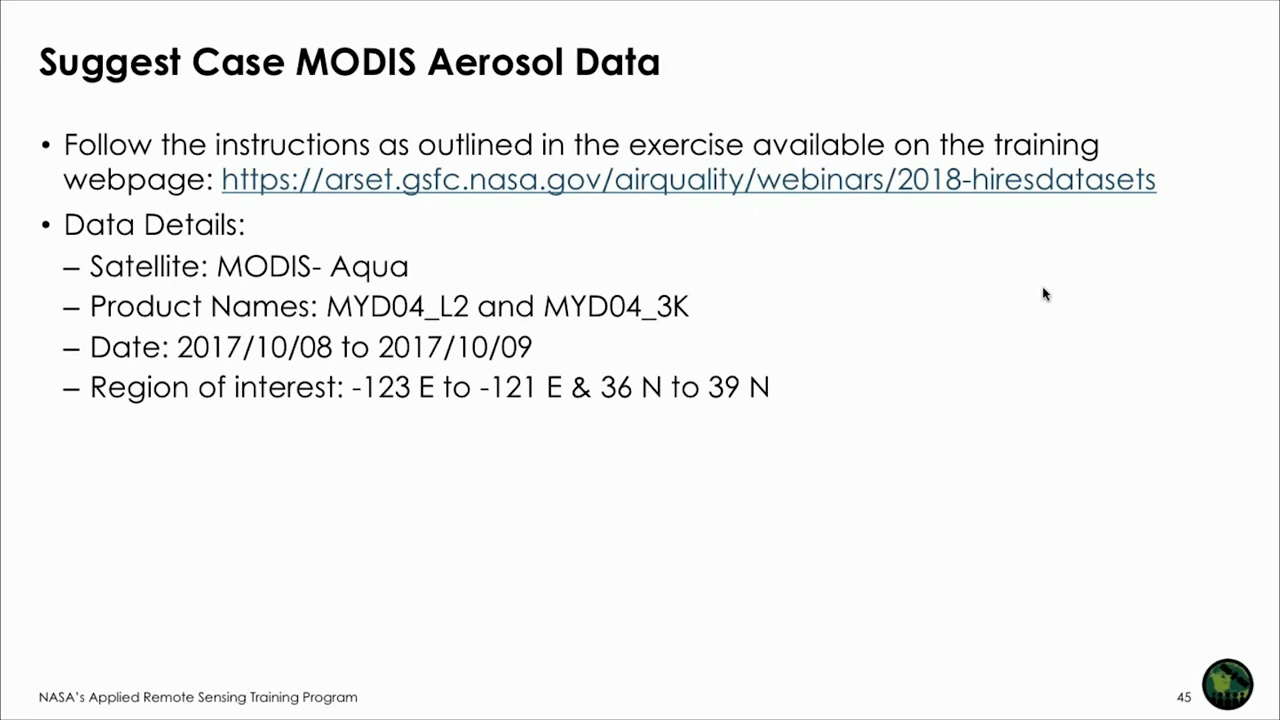 Suggest Case MODIS Aerosol Data
• Follow the instructions as outlined in the exercise available on the training
webpage: https://arset.gsfc.nasa.gov/airquality/webinars/2018-hiresdatasets
• Data Details:
– Satellite: MODIS- Aqua
– Product Names: MYD04_L2 and MYD04_3K
– Date: 2017/10/08 to 2017/10/09
– Region of interest: -123 E to -121 E & 36 N to 39 N
NASA's Applied Remote Sensing Training Program
45